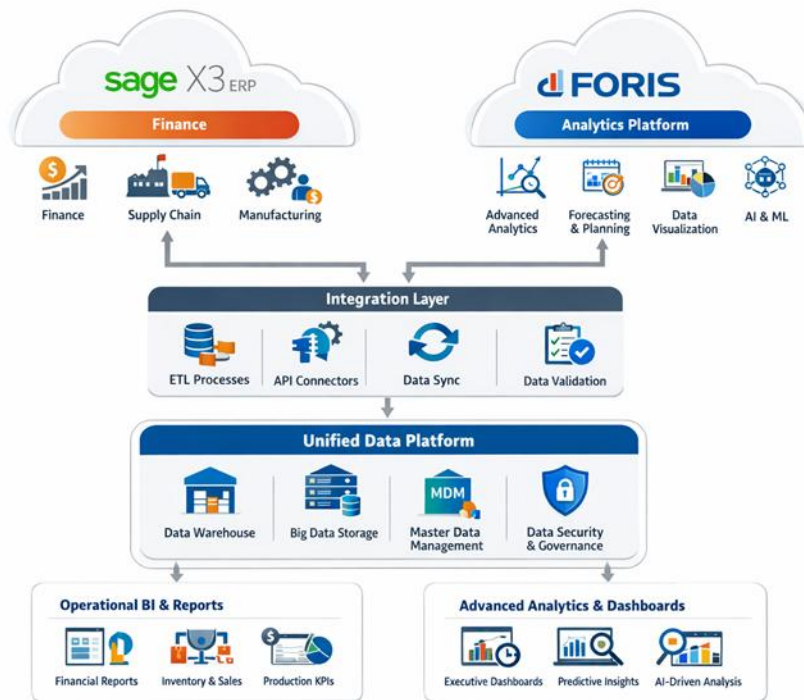 sage X3 ERP
Finance
Finance
Supply Chain
Manufacturing
FORIS
Analytics Platform
Advanced
Analytics
Forecasting
& Planning
Data
Visualization
AI & ML
Integration Layer
ETL Processes
API Connectors
Data Sync
Data Validation
Unified Data Platform
Data Warehouse
Big Data Storage
MDM
Master Data
Management
Data Security
& Governance
Operational BI & Reports
Financial Reports
Inventory & Sales
Production KPIs
Advanced Analytics & Dashboards
Executive Dashboards
Predictive Insights
AI-Driven Analysis